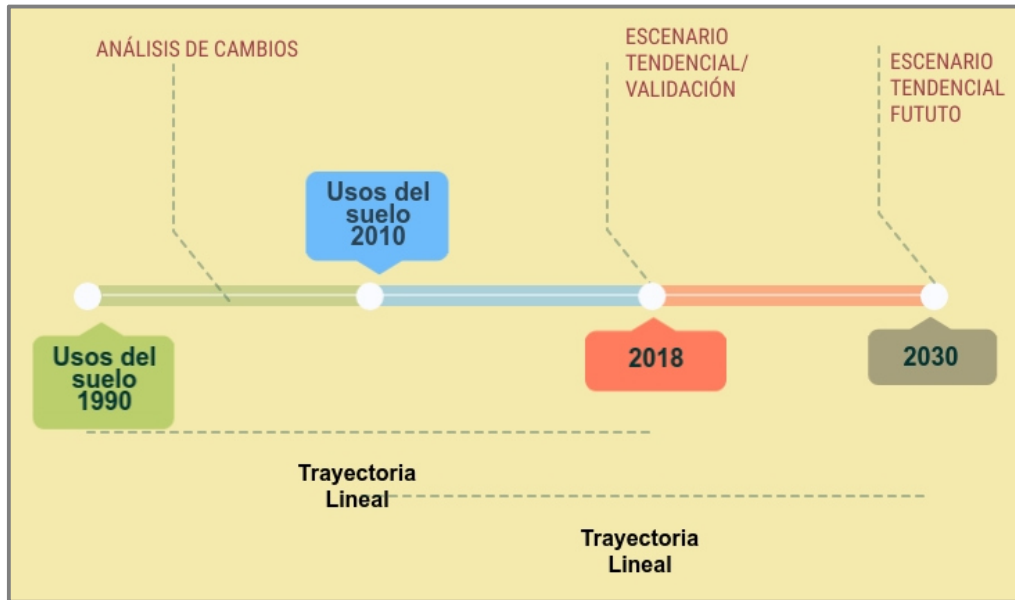 ANÁLISIS DE CAMBIOS
ESCENARIO
TENDENCIAL/
VALIDACIÓN
ESCENARIO
TENDENCIAL
FUTUTO
Usos del
suelo
2010
Usos del
suelo
1990
2018
2030
Trayectoria
Lineal
Trayectoria
Lineal